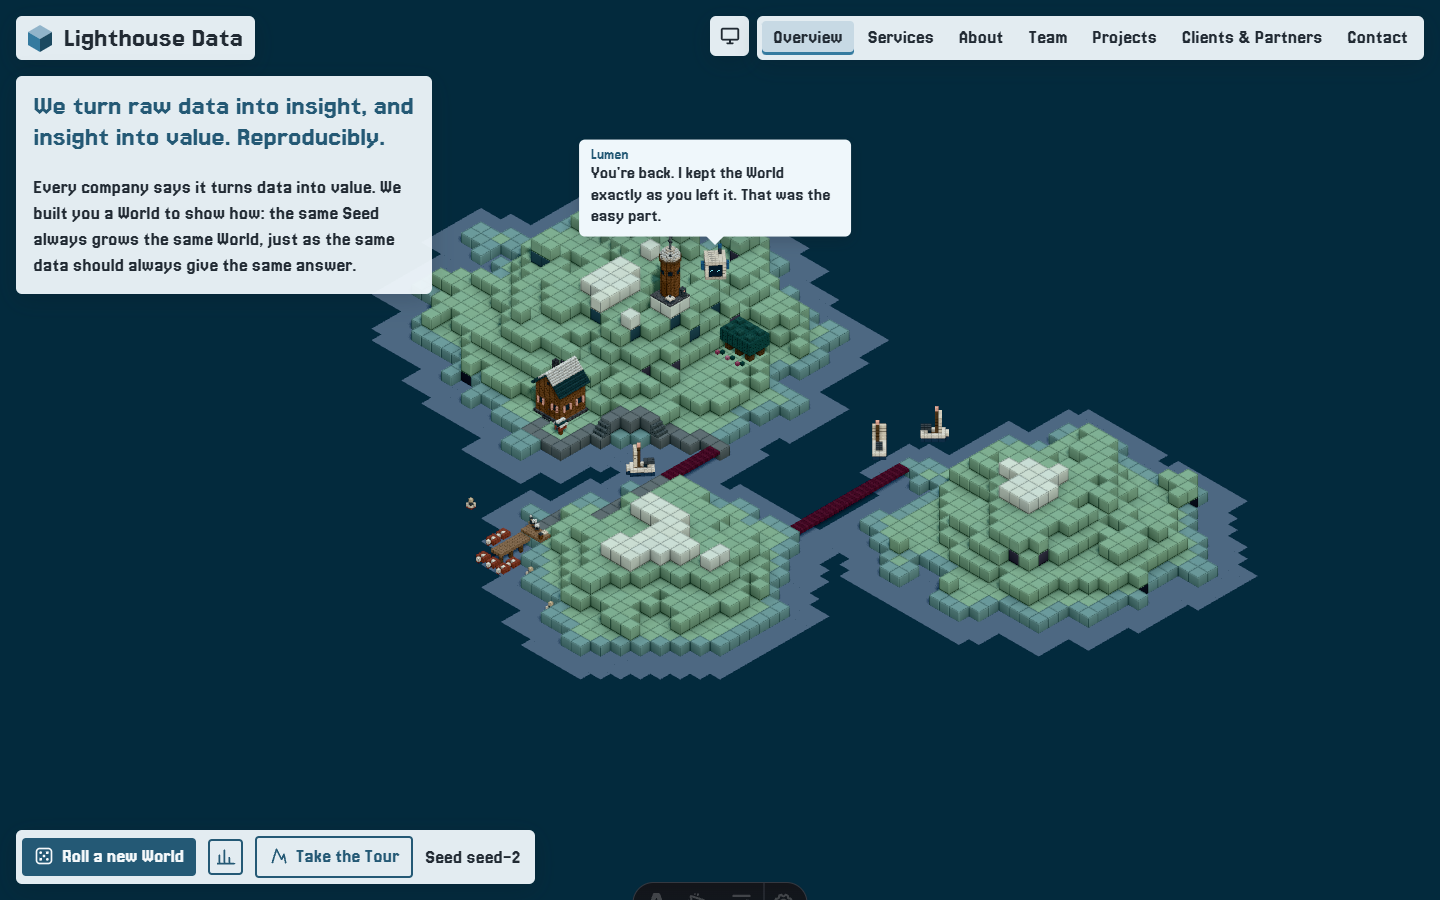 Lighthouse Data
Overview
Services
About
Team
Projects
Clients & Partners
Contact
We turn raw data into insight, and
insight into value. Reproducibly.
Every company says it turns data into value. We
built you a World to show how: the same Seed
always grows the same World, just as the same
data should always give the same answer.
Lumen
You're back. I kept the World
exactly as you left it. That was the
easy part.
Roll a new World
Take the Tour
Seed seed-2